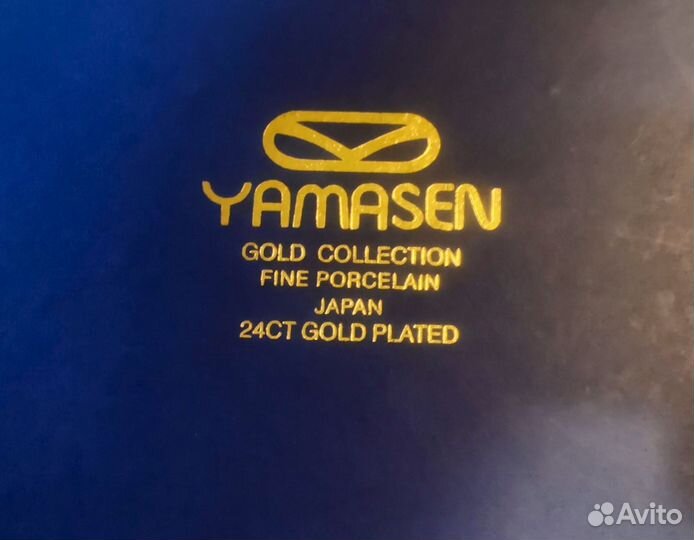 YAMASEN
GOLD COLLECTION
FINE PORCELAIN
JAPAN
24CT GOLD PLATED
Avito